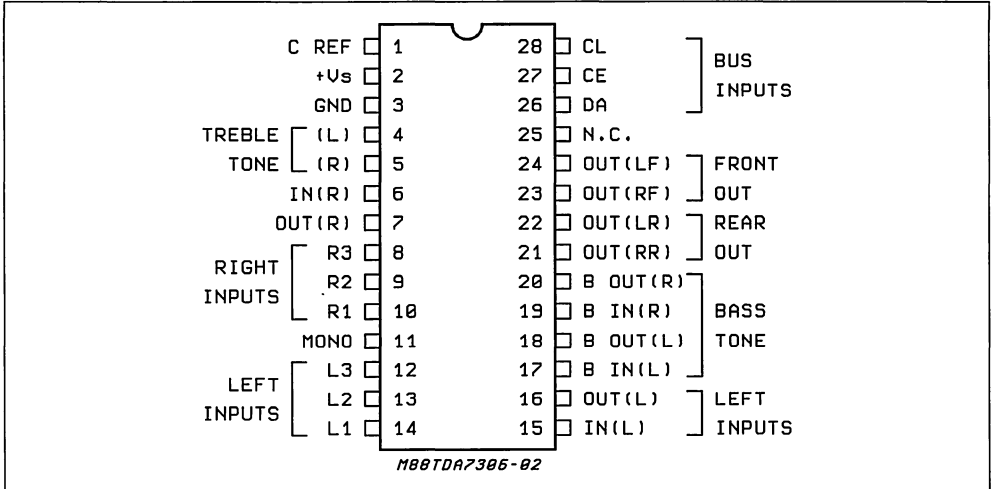 C REF 1 28 CL
+Vs 2 27 CE
GND 3 26 DA
BUS INPUTS
TREBLE TONE
(L) 4 25 N.C.
(R) 5 24 OUT(LF)
IN(R) 6 23 OUT(RF)
FRONT OUT
OUT(R) 7 22 OUT(LR)
R3 8 21 OUT(RR)
REAR OUT
RIGHT INPUTS
R2 9 20 B OUT(R)
R1 10 19 B IN(R)
MONO 11 18 B OUT(L)
L3 12 17 B IN(L)
BASS TONE
LEFT INPUTS
L2 13 16 OUT(L)
L1 14 15 IN(L)
LEFT INPUTS
M88TDA7306-02